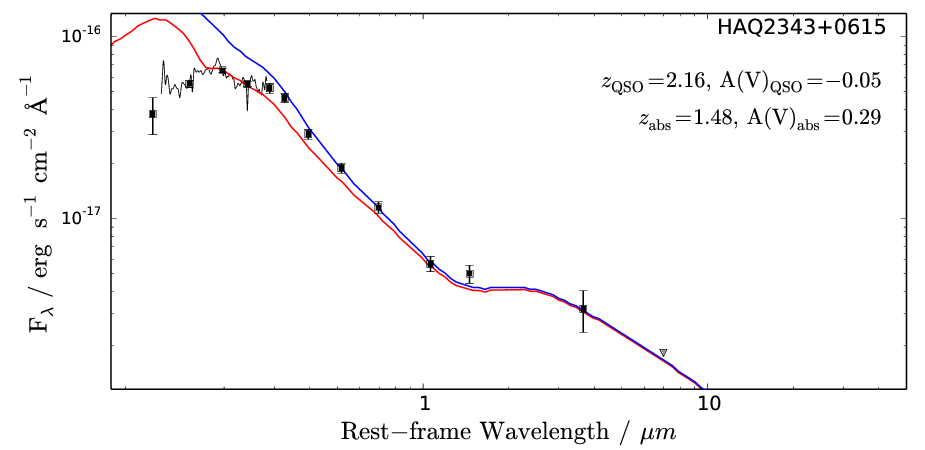 HAQ2343+0615
z_QSO=2.16, A(V)_QSO=−0.05
z_abs=1.48, A(V)_abs=0.29
10^-16
10^-17
F_λ / erg s^−1 cm^−2 Å^−1
1 10
Rest−frame Wavelength / μm